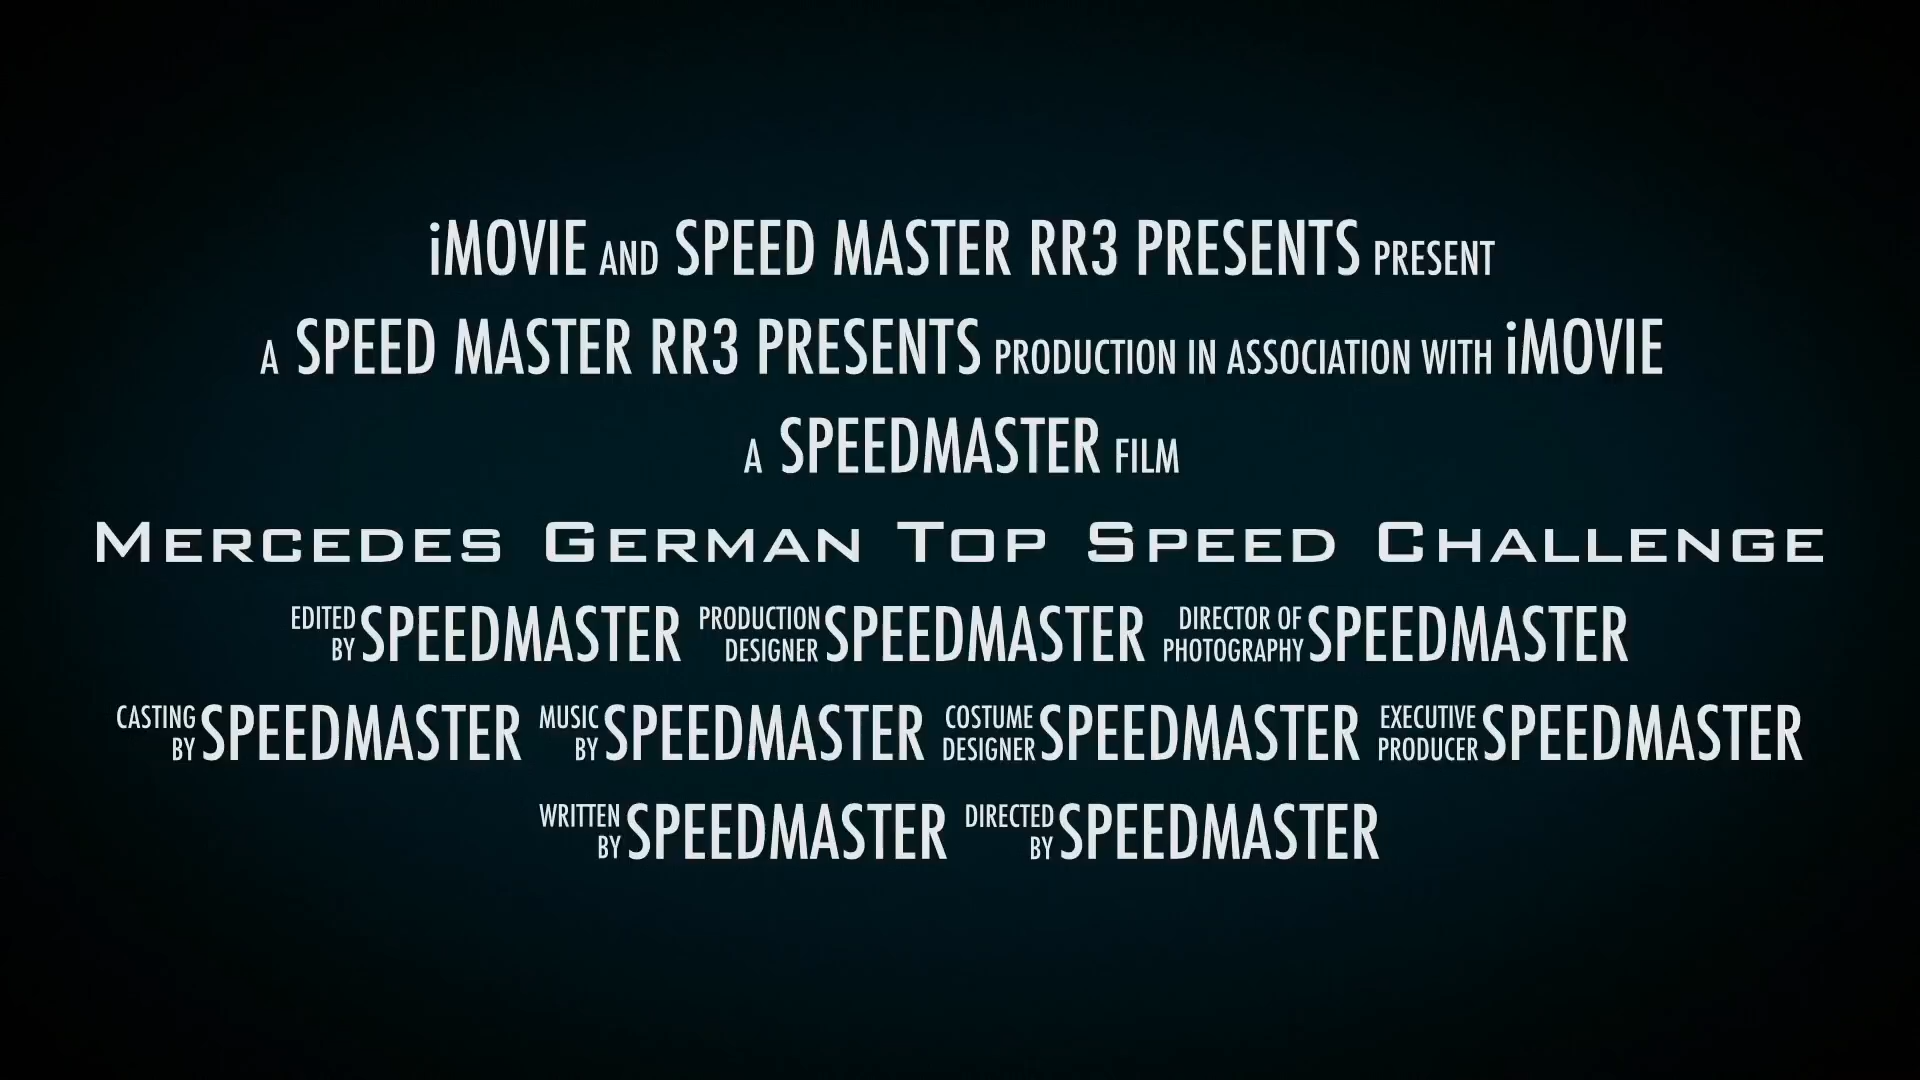 iMOVIE AND SPEED MASTER RR3 PRESENTS PRESENT
A SPEED MASTER RR3 PRESENTS PRODUCTION IN ASSOCIATION WITH iMOVIE
A SPEEDMASTER FILM
MERCEDES GERMAN TOP SPEED CHALLENGE
EDITED BY SPEEDMASTER PRODUCTION DESIGNER SPEEDMASTER DIRECTOR OF PHOTOGRAPHY SPEEDMASTER
CASTING BY SPEEDMASTER MUSIC BY SPEEDMASTER COSTUME DESIGNER SPEEDMASTER EXECUTIVE PRODUCER SPEEDMASTER
WRITTEN BY SPEEDMASTER DIRECTED BY SPEEDMASTER